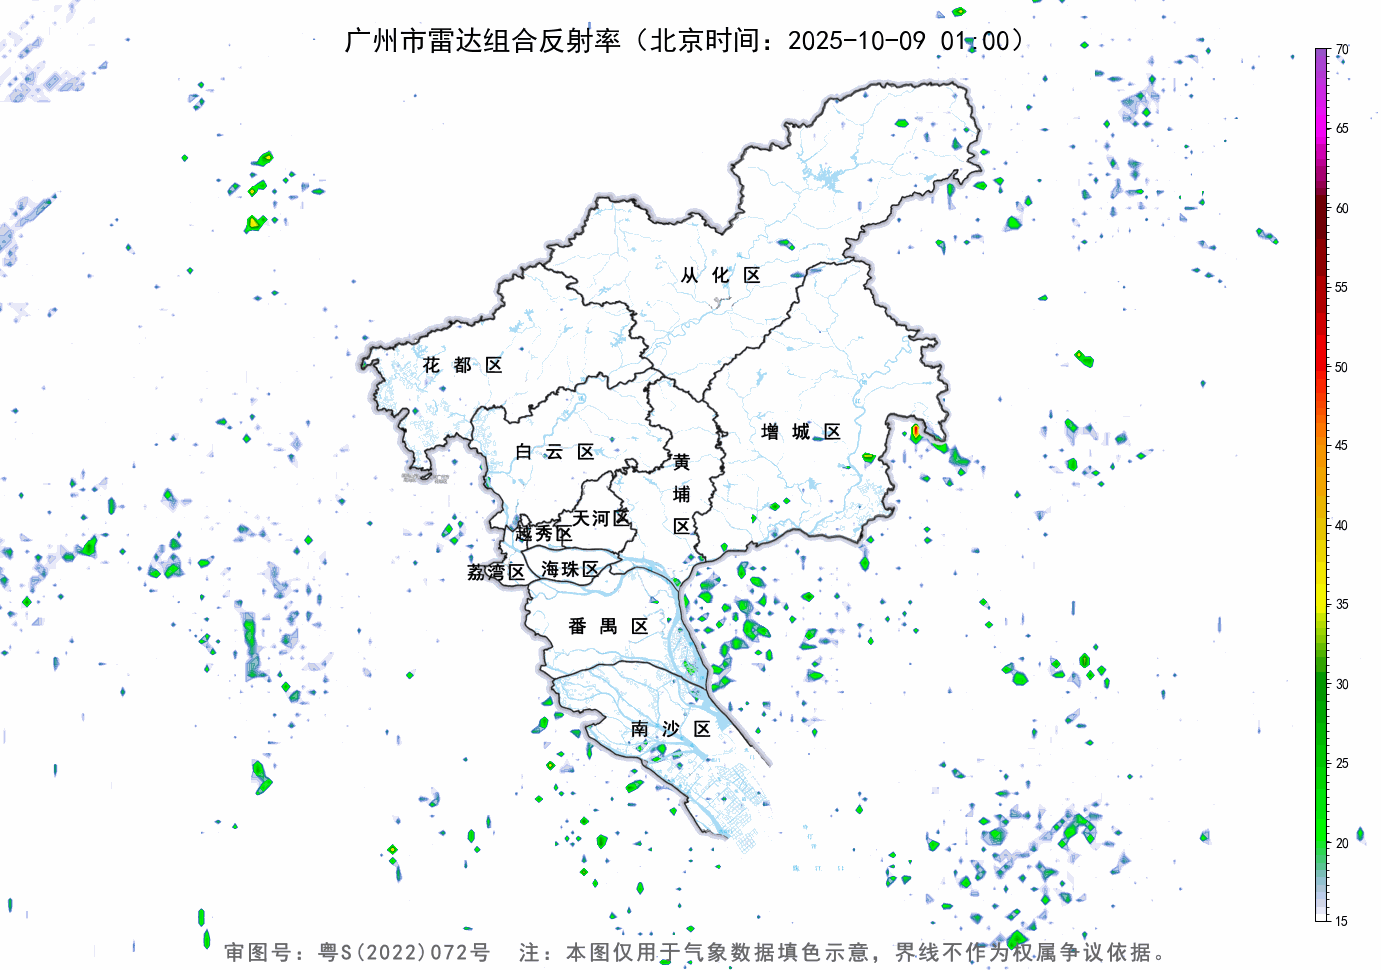 广州市雷达组合反射率（北京时间：2025-10-09 01:00）
70
65
60
55
50
45
40
35
30
25
20
15
从化区
花都区
增城区
白云区
黄埔区
天河区
越秀区
荔湾区
海珠区
番禺区
南沙区
审图号：粤S(2022)072号 注：本图仅用于气象数据填色示意，界线不作为权属争议依据。